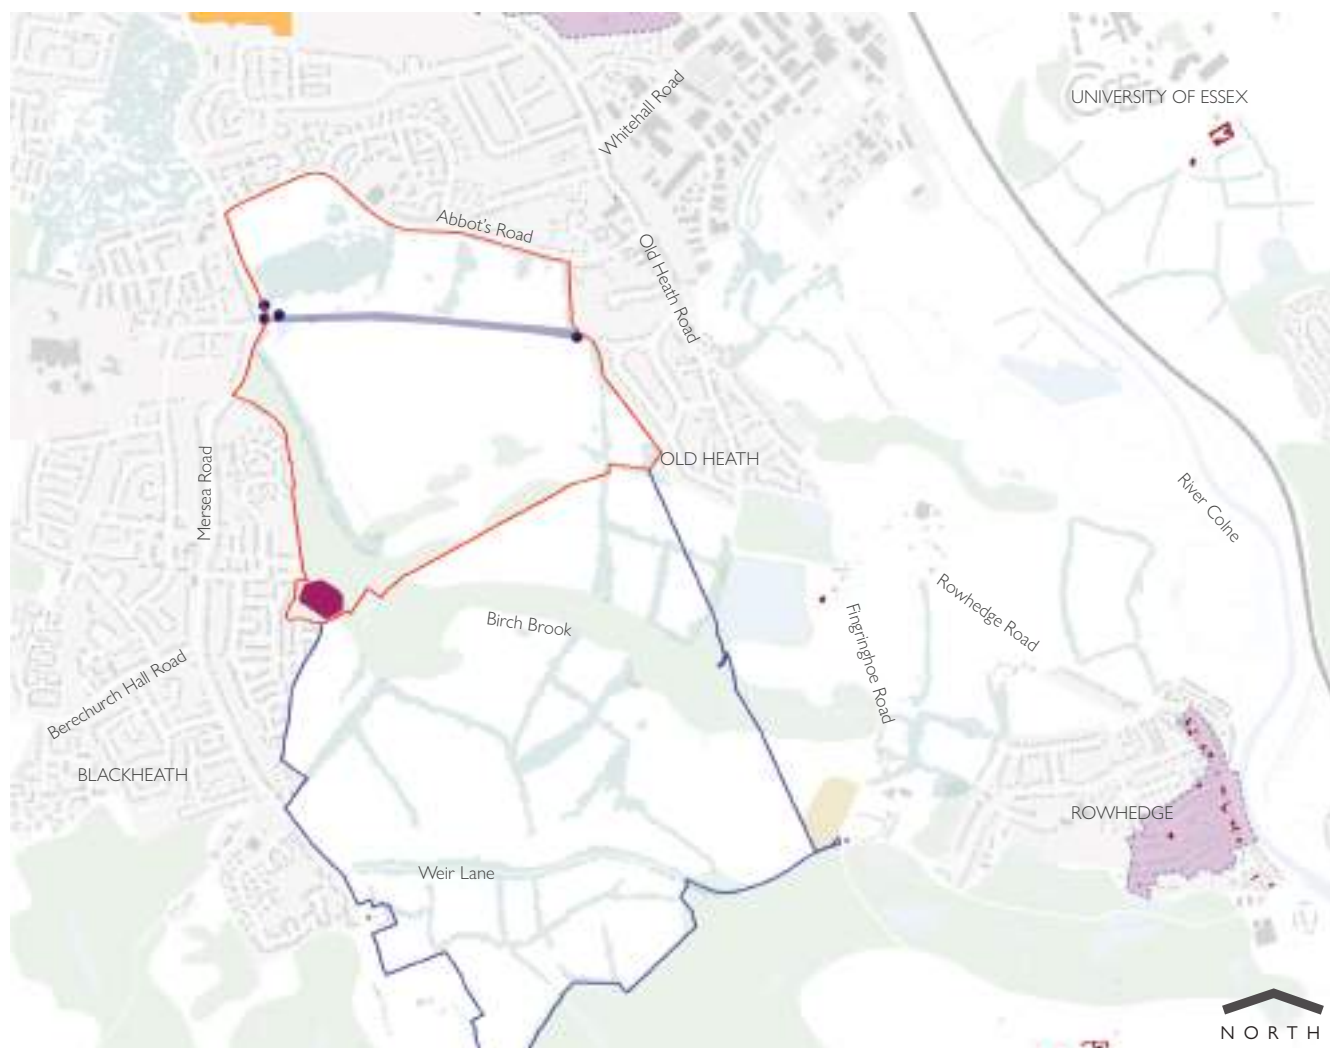 UNIVERSITY OF ESSEX
Whitehall Road
Abbot's Road
Old Heath Road
OLD HEATH
Mersea Road
River Colne
Rowhedge Road
Fingringhoe Road
Birch Brook
Berechurch Hall Road
BLACKHEATH
ROWHEDGE
Weir Lane
NORTH